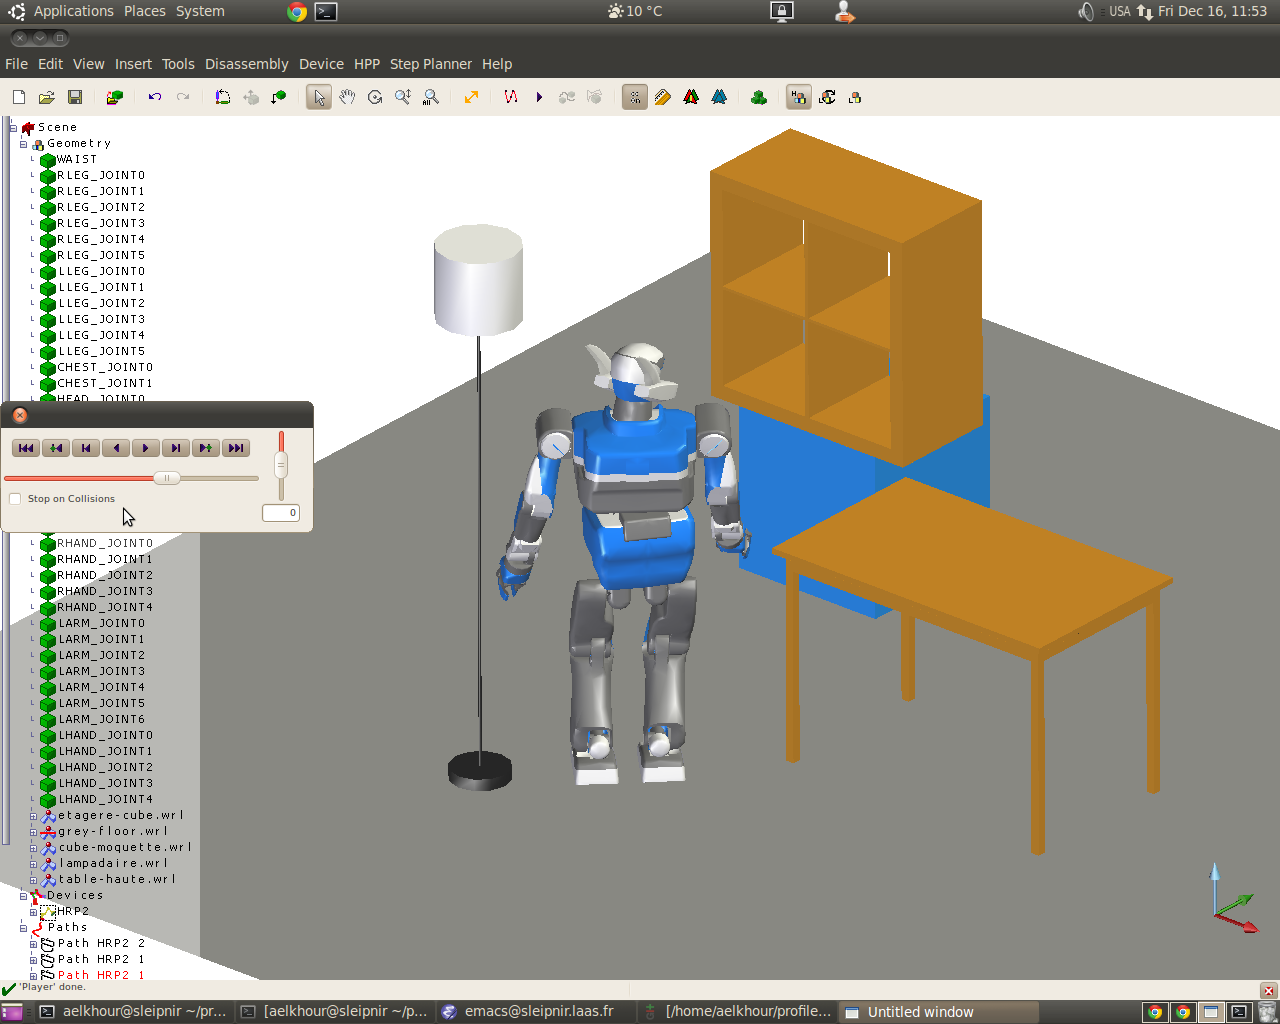 Applications Places System 10 °C USA Fri Dec 16, 11:53
File Edit View Insert Tools Disassembly Device HPP Step Planner Help
Scene
Geometry
WAIST
RLEG_JOINT0
RLEG_JOINT1
RLEG_JOINT2
RLEG_JOINT3
RLEG_JOINT4
RLEG_JOINT5
LLEG_JOINT0
LLEG_JOINT1
LLEG_JOINT2
LLEG_JOINT3
LLEG_JOINT4
LLEG_JOINT5
CHEST_JOINT0
CHEST_JOINT1
HEAD_JOINT0
Stop on Collisions
0
RHAND_JOINT0
RHAND_JOINT1
RHAND_JOINT2
RHAND_JOINT3
RHAND_JOINT4
LARM_JOINT0
LARM_JOINT1
LARM_JOINT2
LARM_JOINT3
LARM_JOINT4
LARM_JOINT5
LARM_JOINT6
LHAND_JOINT0
LHAND_JOINT1
LHAND_JOINT2
LHAND_JOINT3
LHAND_JOINT4
etagere-cube.wrl
grey-floor.wrl
cube-moquette.wrl
lampadaire.wrl
table-haute.wrl
Devices
HRP2
Paths
Path HRP2 2
Path HRP2 1
Path HRP2 1
'Player' done.
aelkhour@sleipnir ~/pr... [aelkhour@sleipnir ~/p... emacs@sleipnir.laas.fr [/home/aelkhour/profile... Untitled window